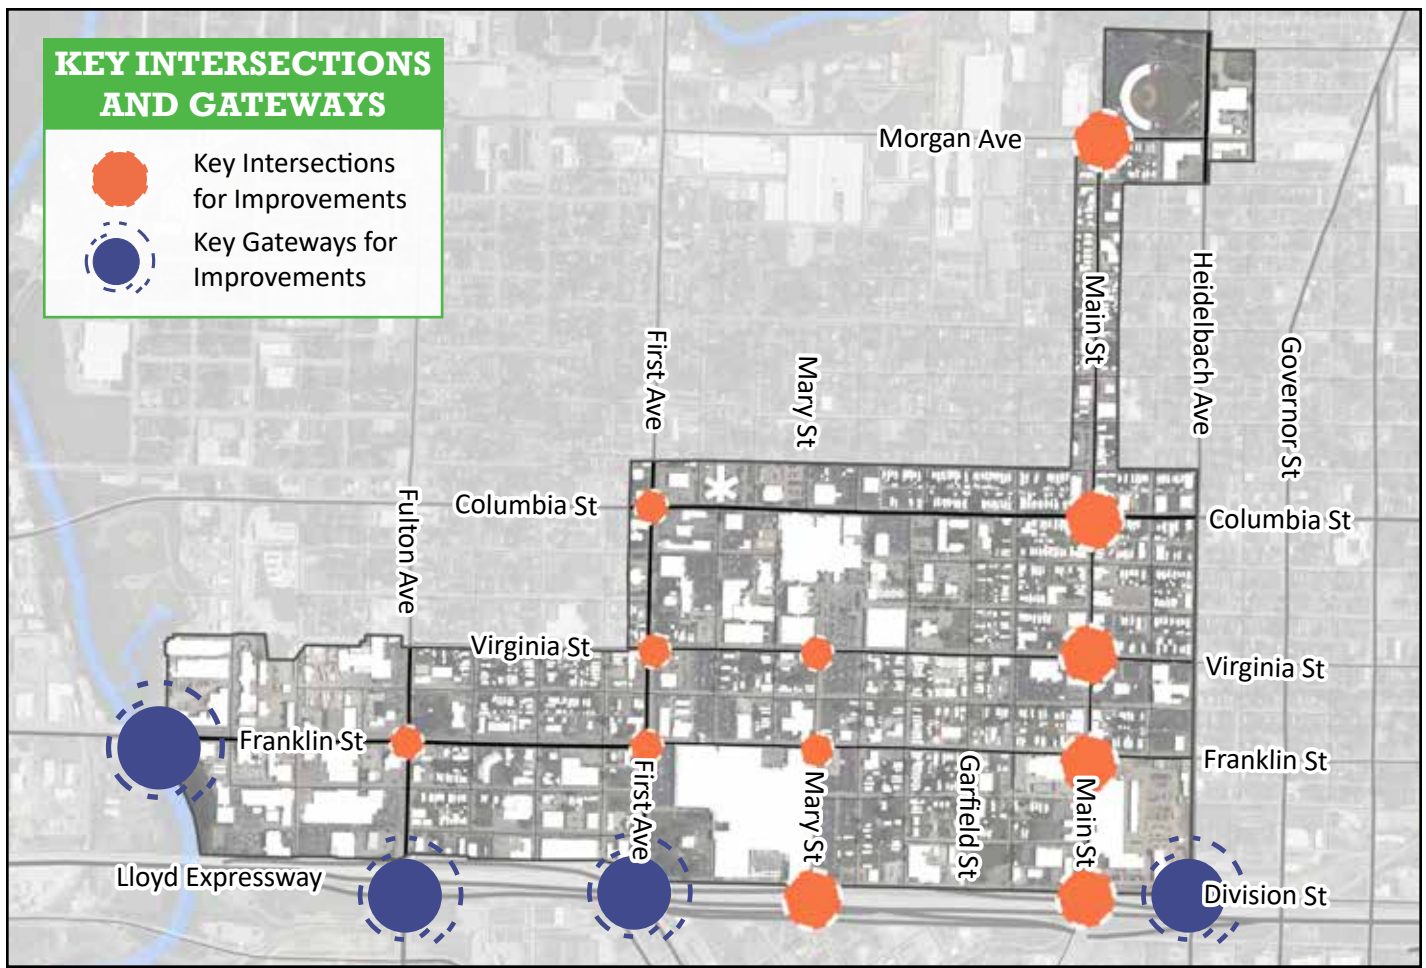 KEY INTERSECTIONS
AND GATEWAYS
Key Intersections
for Improvements
Key Gateways for
Improvements
Morgan Ave
Main St
Heidelbach Ave
Governor St
First Ave
Mary St
Fulton Ave
Columbia St
Columbia St
Virginia St
Virginia St
Franklin St
Franklin St
First Ave
Mary St
Garfield St
Main St
Lloyd Expressway
Division St